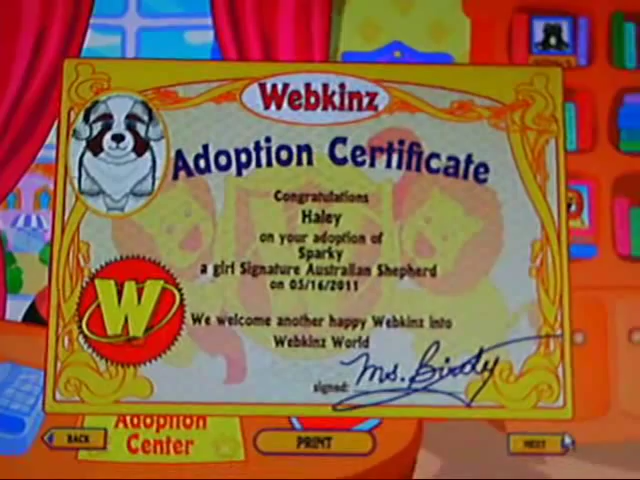 Webkinz
Adoption Certificate
Congratulations
Haley
on your adoption of
Sparky
a girl Signature Australian Shepherd
on 05/16/2011
We welcome another happy Webkinz into
Webkinz World
W
signed: Ms. Birdy
Adoption
Center
BACK
PRINT
NEXT